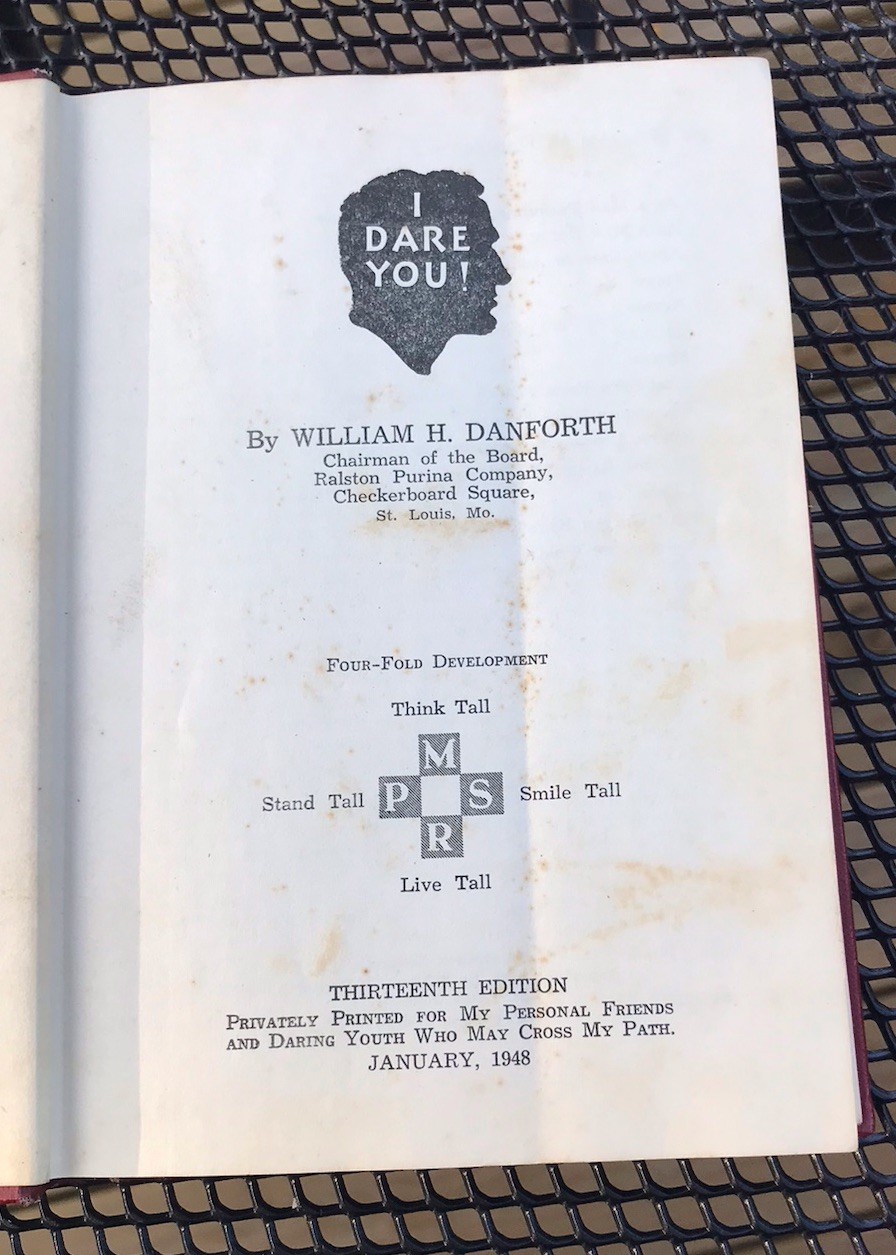 I
DARE
YOU!
By WILLIAM H. DANFORTH
Chairman of the Board,
Ralston Purina Company,
Checkerboard Square,
St. Louis, Mo.
FOUR-FOLD DEVELOPMENT
Think Tall
M
Stand Tall P S Smile Tall
R
Live Tall
THIRTEENTH EDITION
PRIVATELY PRINTED FOR MY PERSONAL FRIENDS
AND DARING YOUTH WHO MAY CROSS MY PATH.
JANUARY, 1948